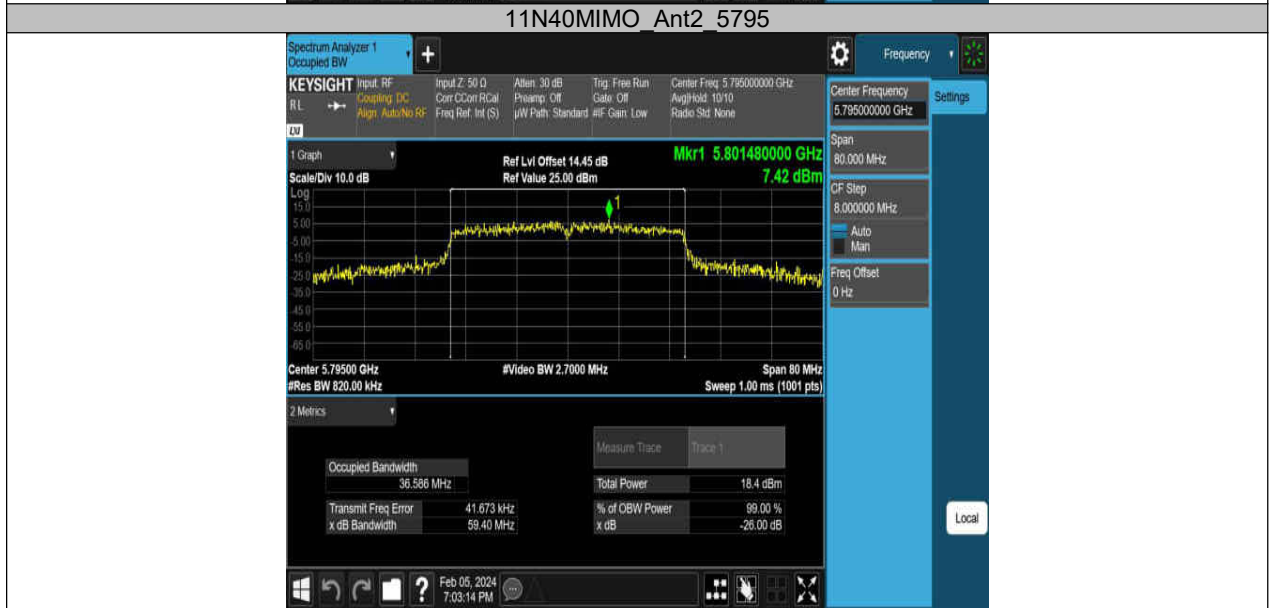 11N40MIMO_Ant2_5795
Spectrum Analyzer 1
Occupied BW
+
Frequency
KEYSIGHT
RL
LXI
Input: RF
Coupling: DC
Align: Auto/No RF
Input Z: 50 Ω
Corr CCorr RCal
Freq Ref: Int (S)
Atten: 30 dB
Preamp: Off
µW Path: Standard
Trig: Free Run
Gate: Off
#IF Gain: Low
Center Freq: 5.795000000 GHz
Avg|Hold: 10/10
Radio Std: None
Center Frequency
5.795000000 GHz
Settings
Span
80.000 MHz
CF Step
8.000000 MHz
Auto
Man
Freq Offset
0 Hz
1 Graph
Scale/Div 10.0 dB
Ref Lvl Offset 14.45 dB
Ref Value 25.00 dBm
Mkr1 5.801480000 GHz
7.42 dBm
Log
15.0
5.00
-5.00
-15.0
-25.0
-35.0
-45.0
-55.0
-65.0
1
Center 5.79500 GHz
#Video BW 2.7000 MHz
Span 80 MHz
#Res BW 820.00 kHz
Sweep 1.00 ms (1001 pts)
2 Metrics
Measure Trace Trace 1
Occupied Bandwidth
36.586 MHz
Total Power 18.4 dBm
Transmit Freq Error 41.673 kHz
% of OBW Power 99.00 %
x dB Bandwidth 59.40 MHz
x dB -26.00 dB
Local
?
Feb 05, 2024
7:03:14 PM